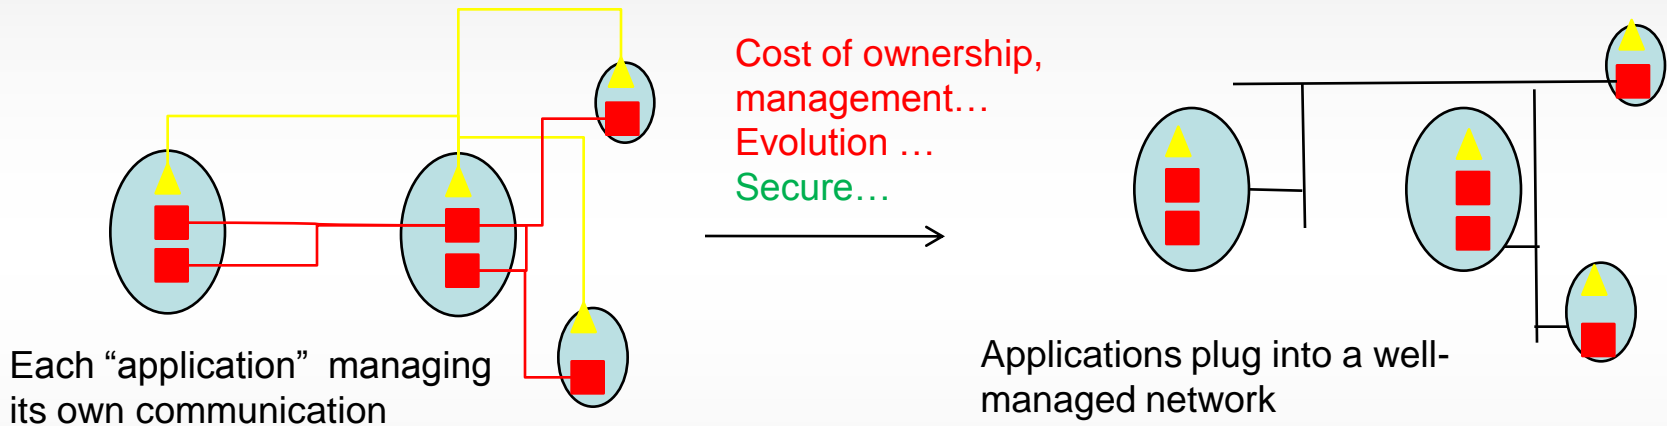 Cost of ownership,
management…
Evolution …
Secure…
Each “application”  managing
its own communication
Applications plug into a well-
managed network